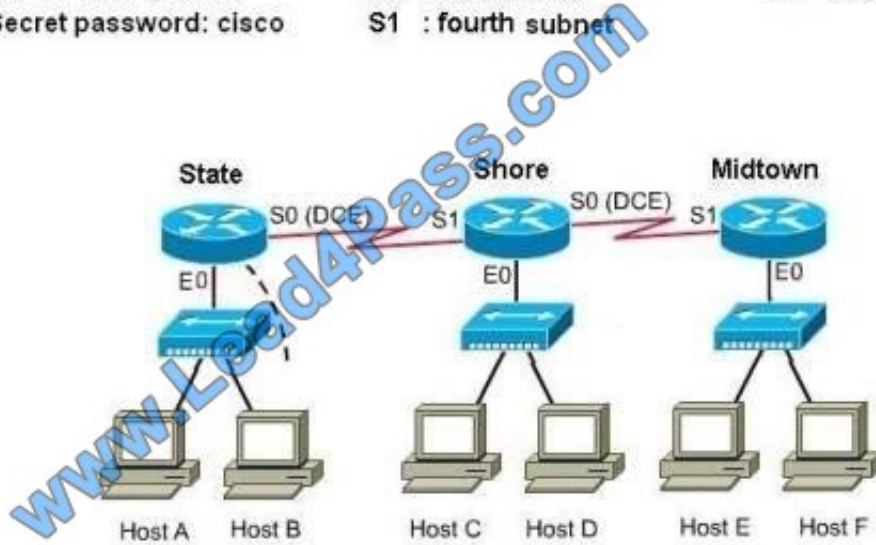 Secret password: cisco
S1 : fourth subnet
State
Shore
Midtown
S0 (DCE)
S1
S0 (DCE)
S1
E0
E0
E0
Host A
Host B
Host C
Host D
Host E
Host F
www.Lead4Pass.com